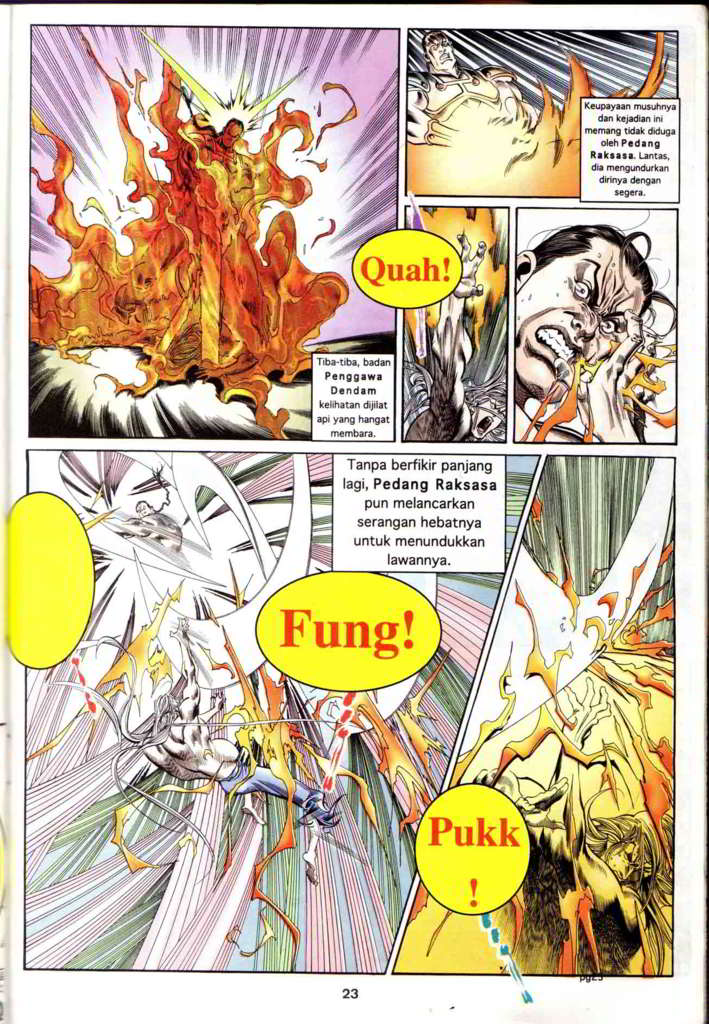 Keupayaan musuhnya
dan kejadian ini
memang tidak diduga
oleh Pedang
Raksasa. Lantas,
dia mengundurkan
dirinya dengan
segera.
Quah!
Tiba-tiba, badan
Penggawa
Dendam
kelihatan dijilat
api yang hangat
membara.
Tanpa berfikir panjang
lagi, Pedang Raksasa
pun melancarkan
serangan hebatnya
untuk menundukkan
lawannya.
Fung!
Pukk
!
pg23
23